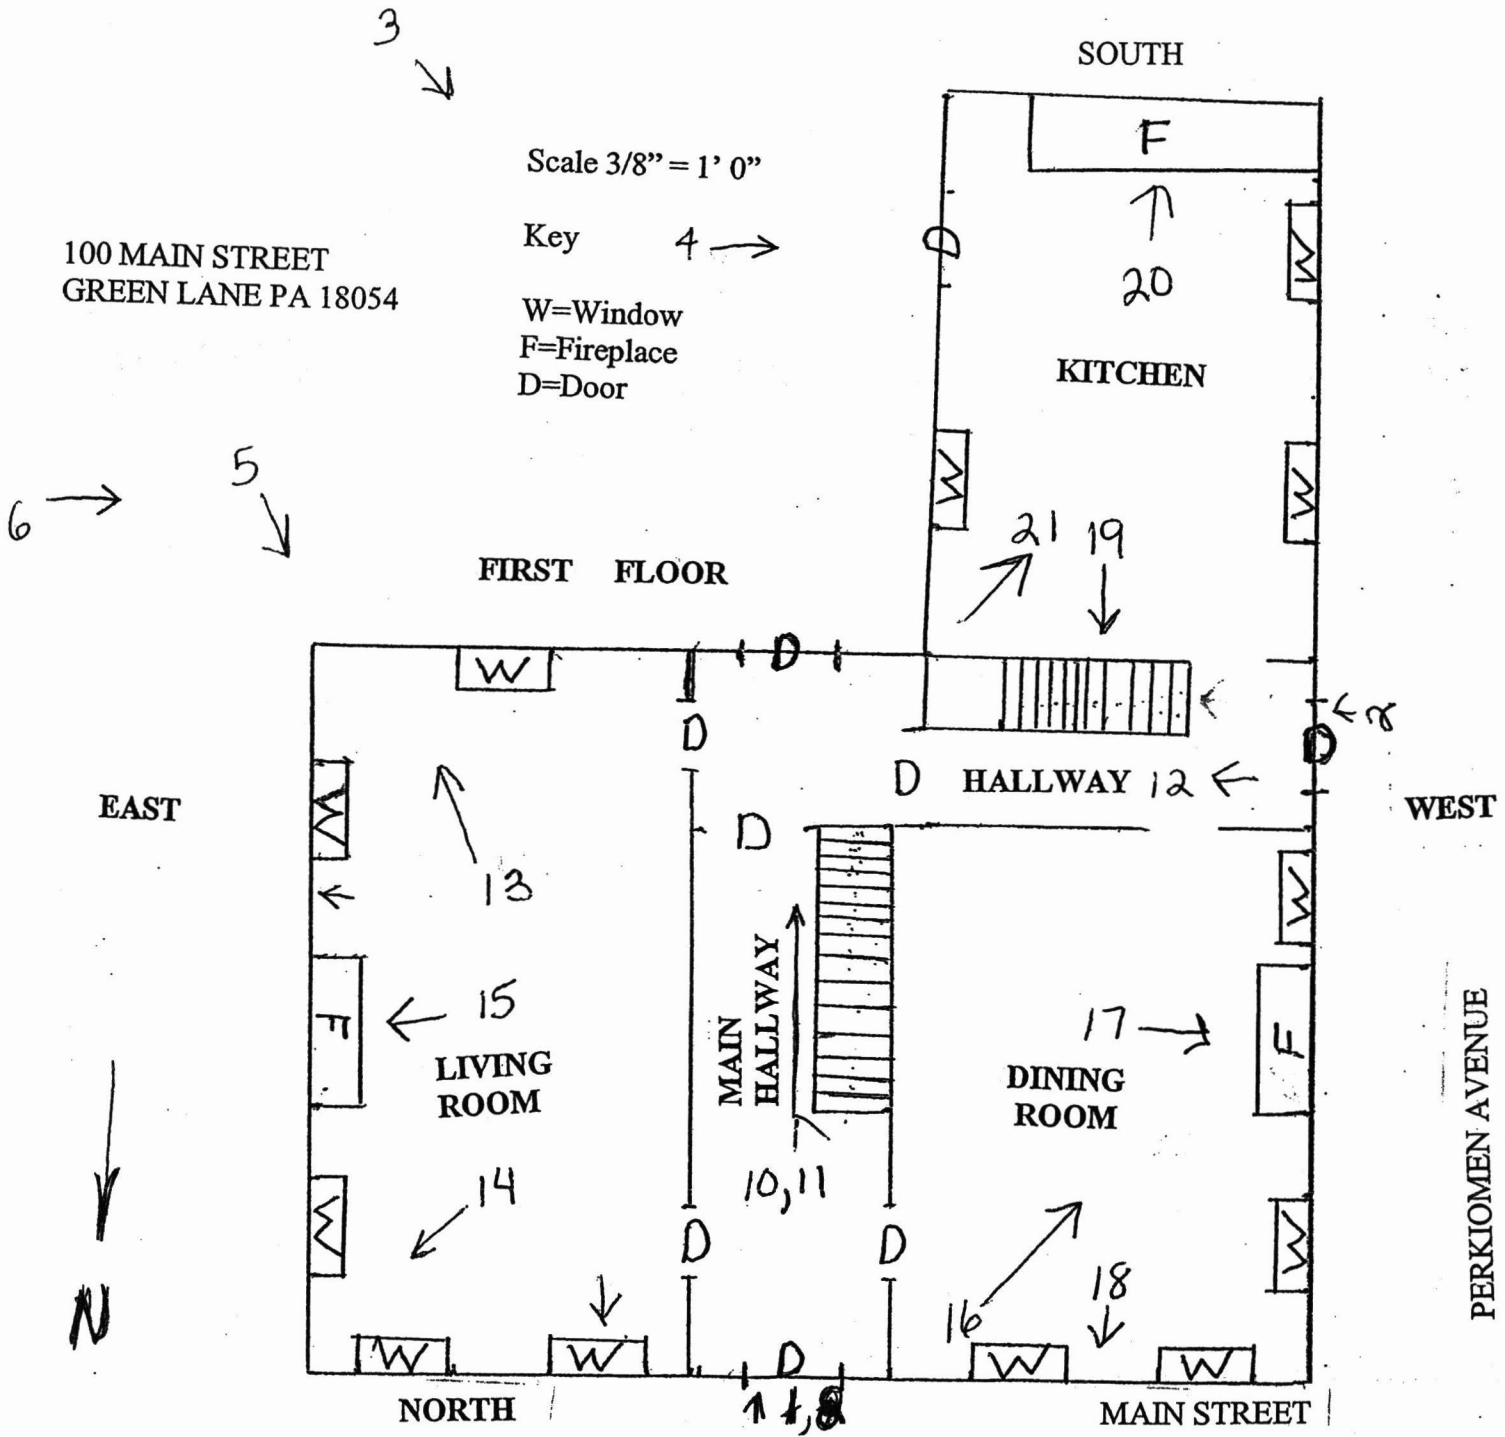 3
SOUTH
F
Scale 3/8” = 1’ 0”
Key
4
D
W
20
100 MAIN STREET
GREEN LANE PA 18054
W=Window
F=Fireplace
D=Door
KITCHEN
5
6
W
W
21
19
FIRST FLOOR
W
D
D
D
D
HALLWAY 12
EAST
WEST
W
D
13
W
MAIN
HALLWAY
15
F
17
F
LIVING
ROOM
DINING
ROOM
PERKIOMEN AVENUE
14
10,11
W
D
D
W
16
18
N
W
W
D
W
W
NORTH
MAIN STREET